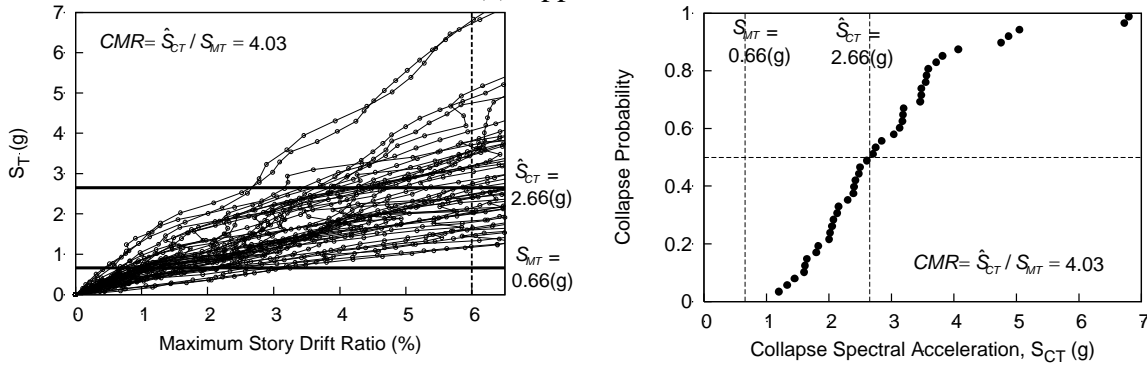 7
6
5
4
3
2
1
0
S_T (g)
CMR= Ŝ_CT / S_MT = 4.03
Ŝ_CT =
2.66(g)
S_MT =
0.66(g)
0 1 2 3 4 5 6
Maximum Story Drift Ratio (%)
1
0.8
0.6
0.4
0.2
0
Collapse Probability
S_MT =
0.66(g)
Ŝ_CT =
2.66(g)
CMR= Ŝ_CT / S_MT = 4.03
0 1 2 3 4 5 6 7
Collapse Spectral Acceleration, S_CT (g)